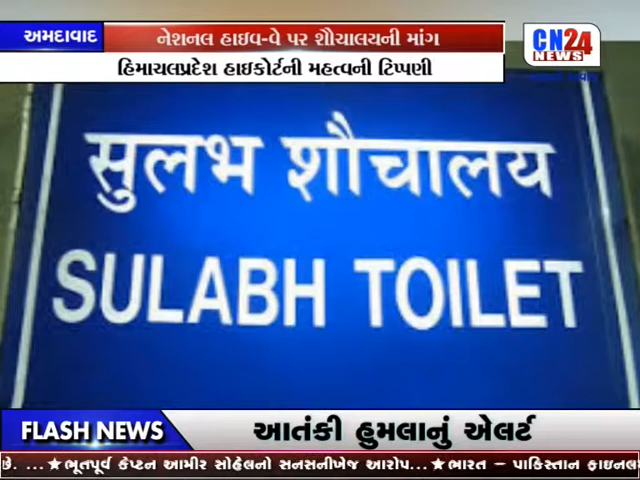 અમદાવાદ
નેશનલ હાઇવ-વે પર શૌચાલયની માંગ
CN24
NEWS
હિમાચલપ્રદેશ હાઇકોર્ટની મહત્વની ટિપ્પણી
सुलभ शौचालय
SULABH TOILET
FLASH NEWS
આતંકી હુમલાનું એલર્ટ
છે. ...★ભૂતપૂર્વ કેપ્ટન આમીર સોહેલનો સનસનીખેજ આરોપ...★ભારત – પાકિસ્તાન ફાઇનલ